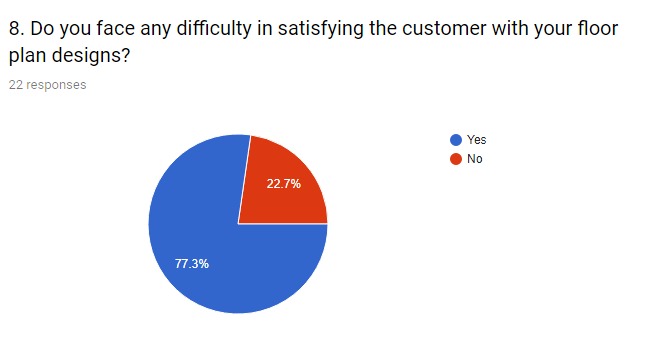 8. Do you face any difficulty in satisfying the customer with your floor
plan designs?
22 responses
Yes
No
22.7%
77.3%